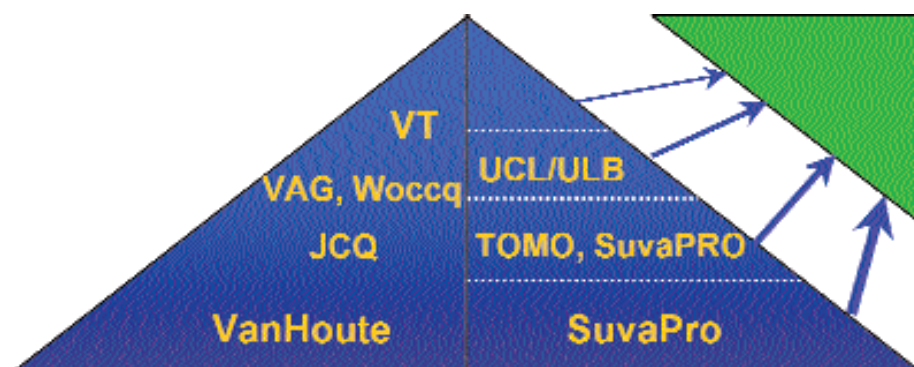 VT
UCL/ULB
VAG, Woccq
JCQ
TOMO, SuvaPRO
VanHoute
SuvaPro